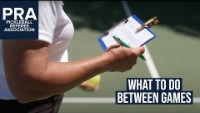 PRA
PICKLEBALL
REFEREE
ASSOCIATION
WHAT TO DO
BETWEEN GAMES